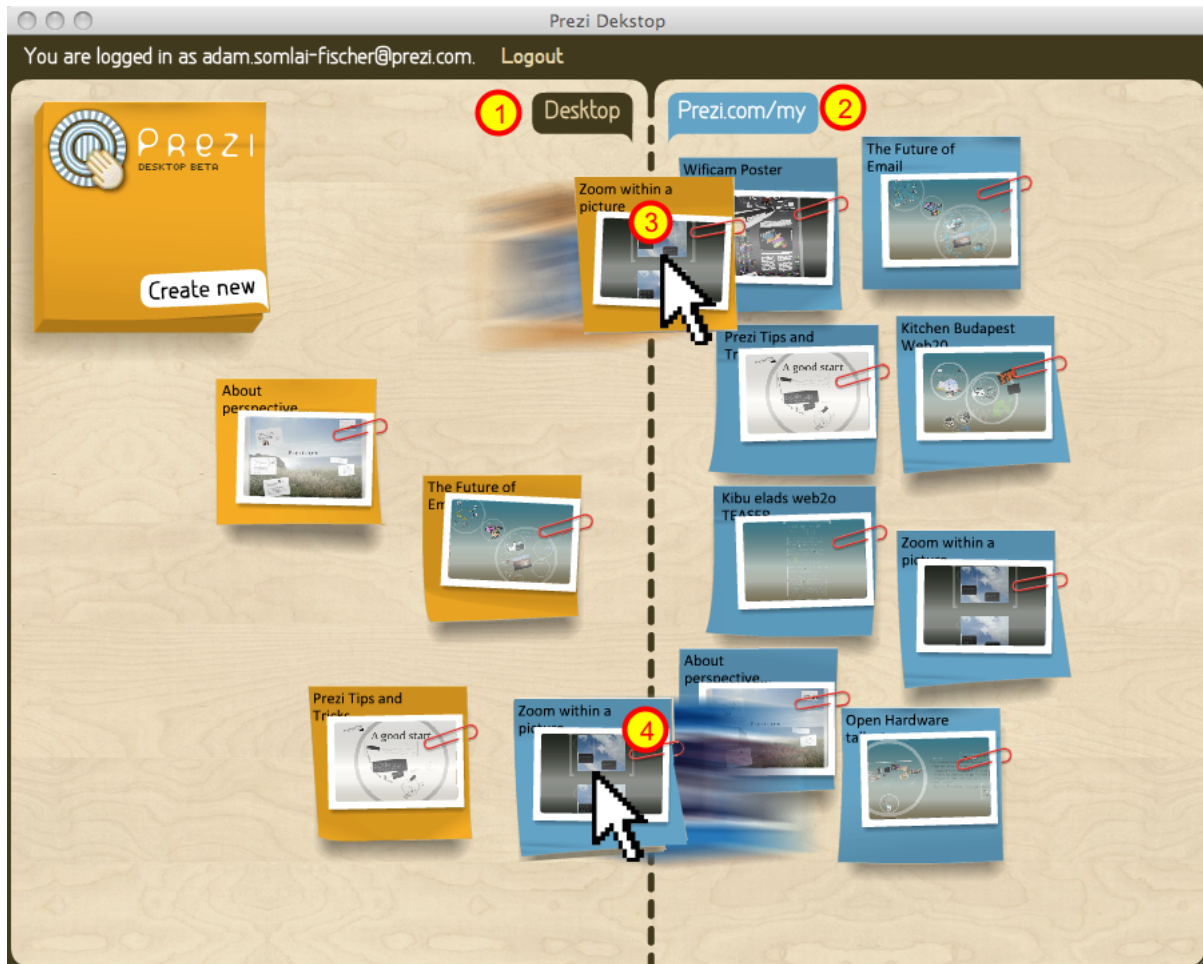 Prezi Dekstop
You are logged in as adam.somlai-fischer@prezi.com. Logout
1
Desktop
Prezi.com/my
2
PREZI
DESKTOP BETA
Create new
Zoom within a
picture
3
Wificam Poster
The Future of
Email
Prezi Tips and
A good start
Kitchen Budapest
Web20
About
perspective...
The Future of
Kibu elads web2o
TEASER
Zoom within a
picture
Prezi Tips and
Tricks
A good start
Zoom within a
picture
4
About
perspective...
Open Hardware